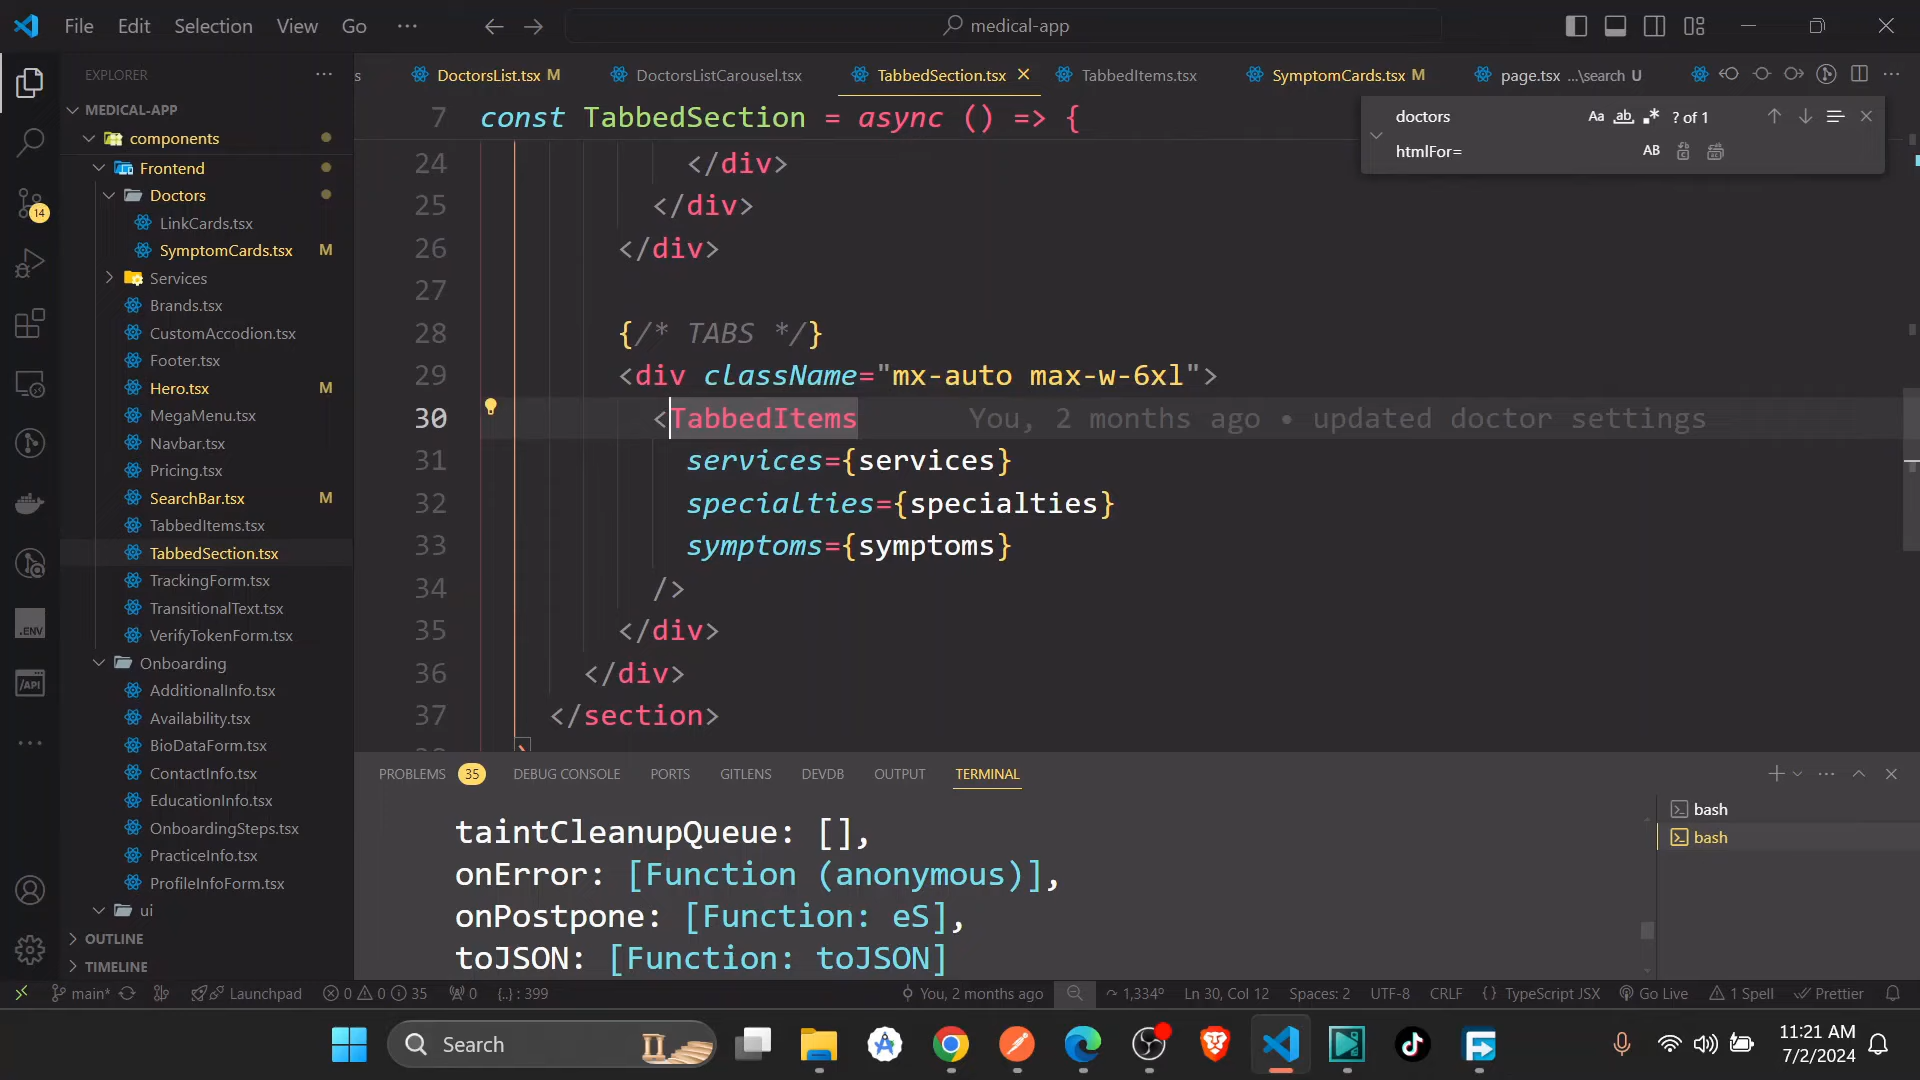 File Edit Selection View Go ··· medical-app
EXPLORER ···
MEDICAL-APP
components
Frontend
Doctors
LinkCards.tsx
SymptomCards.tsx M
Services
Brands.tsx
CustomAccodion.tsx
Footer.tsx
Hero.tsx M
MegaMenu.tsx
Navbar.tsx
Pricing.tsx
SearchBar.tsx M
TabbedItems.tsx
TabbedSection.tsx
TrackingForm.tsx
TransitionalText.tsx
VerifyTokenForm.tsx
Onboarding
AdditionalInfo.tsx
Availability.tsx
BioDataForm.tsx
ContactInfo.tsx
EducationInfo.tsx
OnboardingSteps.tsx
PracticeInfo.tsx
ProfileInfoForm.tsx
ui
OUTLINE
TIMELINE
14
.ENV
/API
s DoctorsList.tsx M DoctorsListCarousel.tsx TabbedSection.tsx TabbedItems.tsx SymptomCards.tsx M page.tsx ...\search U
doctors Aa ab ? of 1
htmlFor= AB
7 const TabbedSection = async () => {
24 </div>
25 </div>
26 </div>
27
28 {/* TABS */}
29 <div className="mx-auto max-w-6xl">
30 <TabbedItems You, 2 months ago • updated doctor settings
31 services={services}
32 specialties={specialties}
33 symptoms={symptoms}
34 />
35 </div>
36 </div>
37 </section>
PROBLEMS 35 DEBUG CONSOLE PORTS GITLENS DEVDB OUTPUT TERMINAL
taintCleanupQueue: [],
onError: [Function (anonymous)],
onPostpone: [Function: eS],
toJSON: [Function: toJSON]
bash
bash
main* Launchpad 0 0 35 0 {..} : 399 You, 2 months ago 1,334º Ln 30, Col 12 Spaces: 2 UTF-8 CRLF TypeScript JSX Go Live 1 Spell Prettier
Search
11:21 AM
7/2/2024